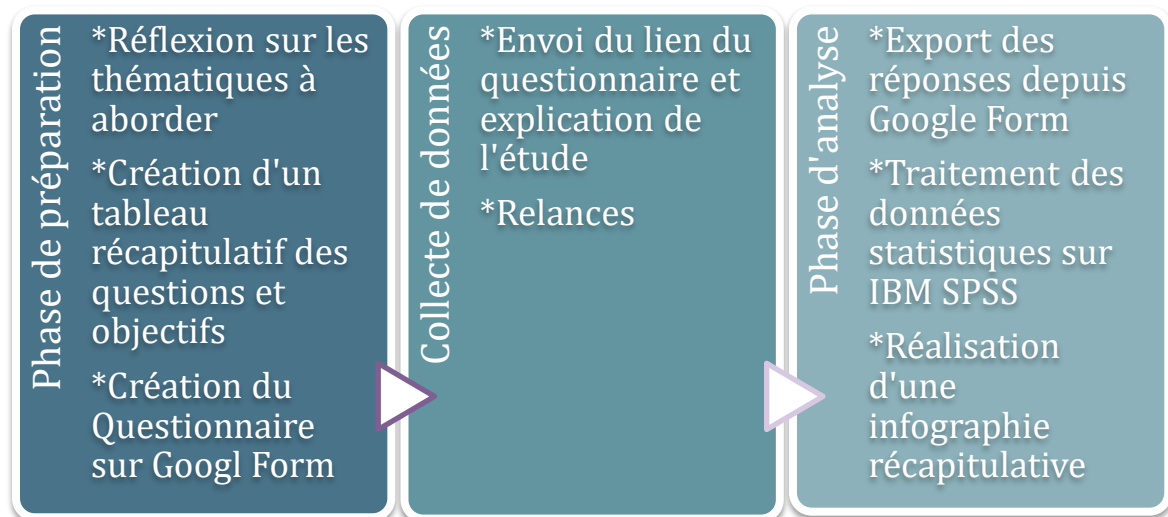 Phase de préparation
*Réflexion sur les
thématiques à
aborder
*Création d'un
tableau
récapitulatif des
questions et
objectifs
*Création du
Questionnaire
sur Googl Form
Collecte de données
*Envoi du lien du
questionnaire et
explication de
l'étude
*Relances
Phase d'analyse
*Export des
réponses depuis
Google Form
*Traitement des
données
statistiques sur
IBM SPSS
*Réalisation
d'une
infographie
récapitulative